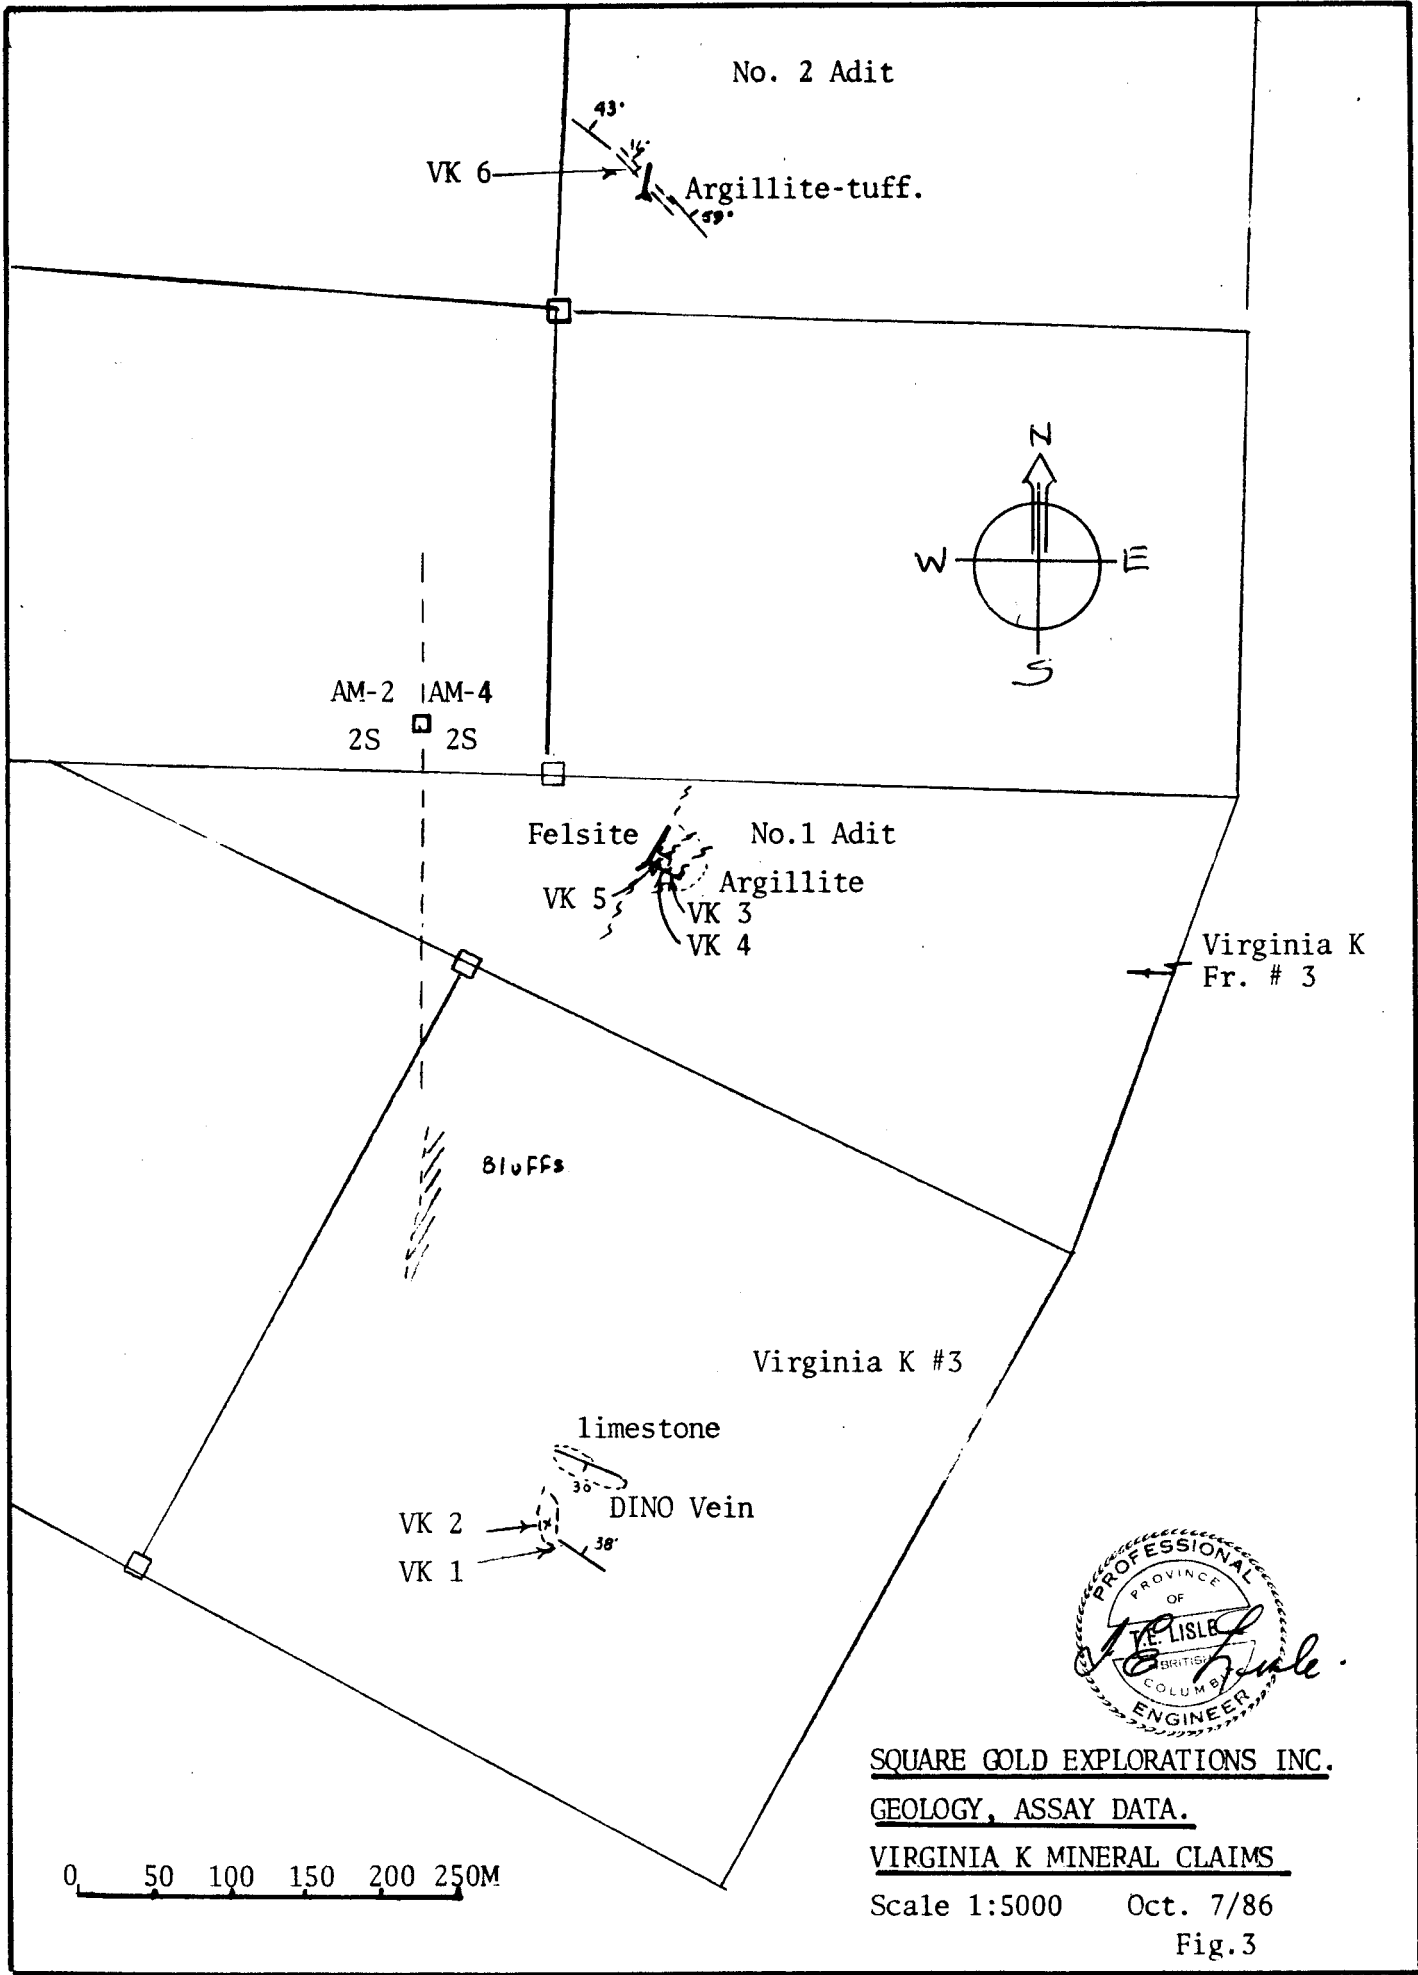 No. 2 Adit
43°
VK 6
Argillite-tuff.
59°
N
W
E
S
AM-2
AM-4
2S
2S
Felsite
No.1 Adit
Argillite
VK 5
VK 3
VK 4
Virginia K
Fr. # 3
Bluffs
Virginia K #3
limestone
30
DINO Vein
VK 2
38°
VK 1
PROFESSIONAL
PROVINCE
OF
T.E. LISLE
BRITISH
COLUMBIA
ENGINEER
SQUARE GOLD EXPLORATIONS INC.
GEOLOGY, ASSAY DATA.
VIRGINIA K MINERAL CLAIMS
0 50 100 150 200 250M
Scale 1:5000 Oct. 7/86
Fig.3